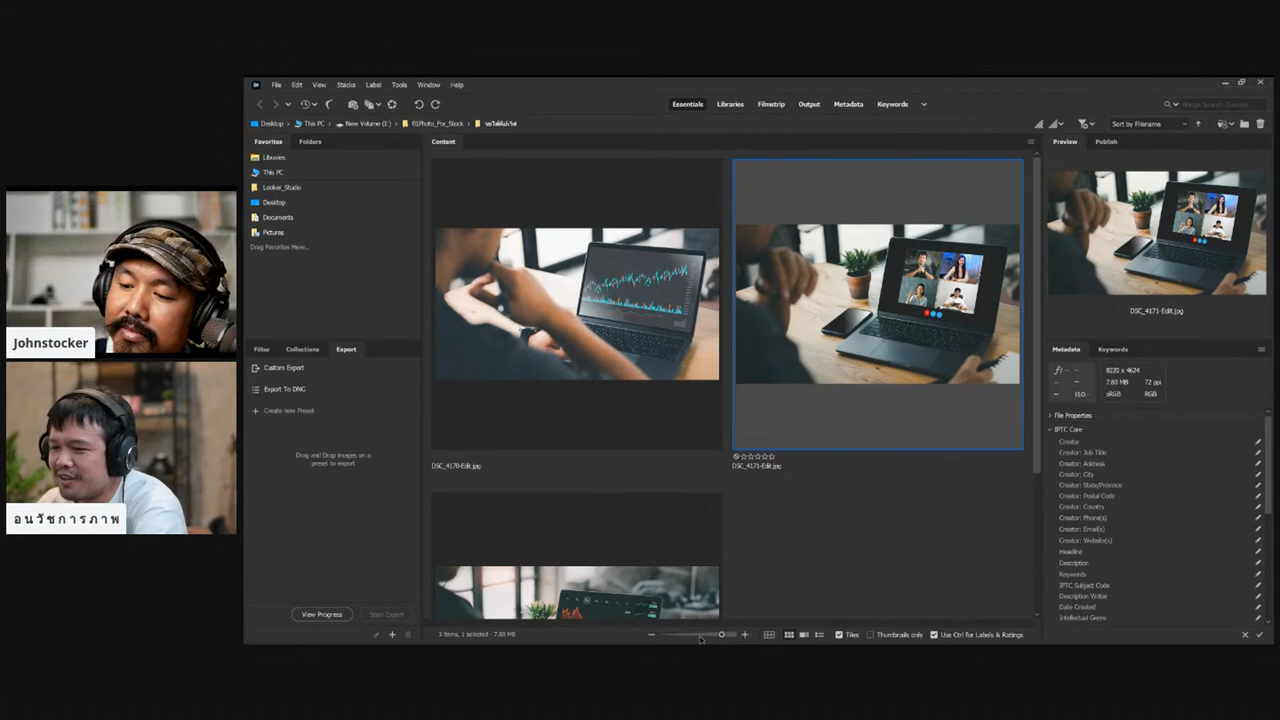 Br File Edit View Stacks Label Tools Window Help
Essentials Libraries Filmstrip Output Metadata Keywords
Desktop This PC New Volume (E:) 01Photo_For_Stock
Sort by Filename
Favorites Folders
Libraries
This PC
Looker_Studio
Desktop
Documents
Pictures
Drag Favorites Here...
Filter Collections Export
Custom Export
Export To DNG
Create new Preset
Drag and Drop images on a
preset to export
View Progress Start Export
Content
DSC_4170-Edit.jpg
DSC_4171-Edit.jpg
3 items, 1 selected - 7.80 MB
Tiles Thumbnails only Use Ctrl for Labels & Ratings
Preview Publish
DSC_4171-Edit.jpg
Metadata Keywords
ISO--
8220 x 4624
7.80 MB 72 ppi
sRGB RGB
File Properties
IPTC Core
Creator
Creator: Job Title
Creator: Address
Creator: City
Creator: State/Province
Creator: Postal Code
Creator: Country
Creator: Phone(s)
Creator: Email(s)
Creator: Website(s)
Headline
Description
Keywords
IPTC Subject Code
Description Writer
Date Created
Intellectual Genre
Johnstocker
อนวัชการภาพ